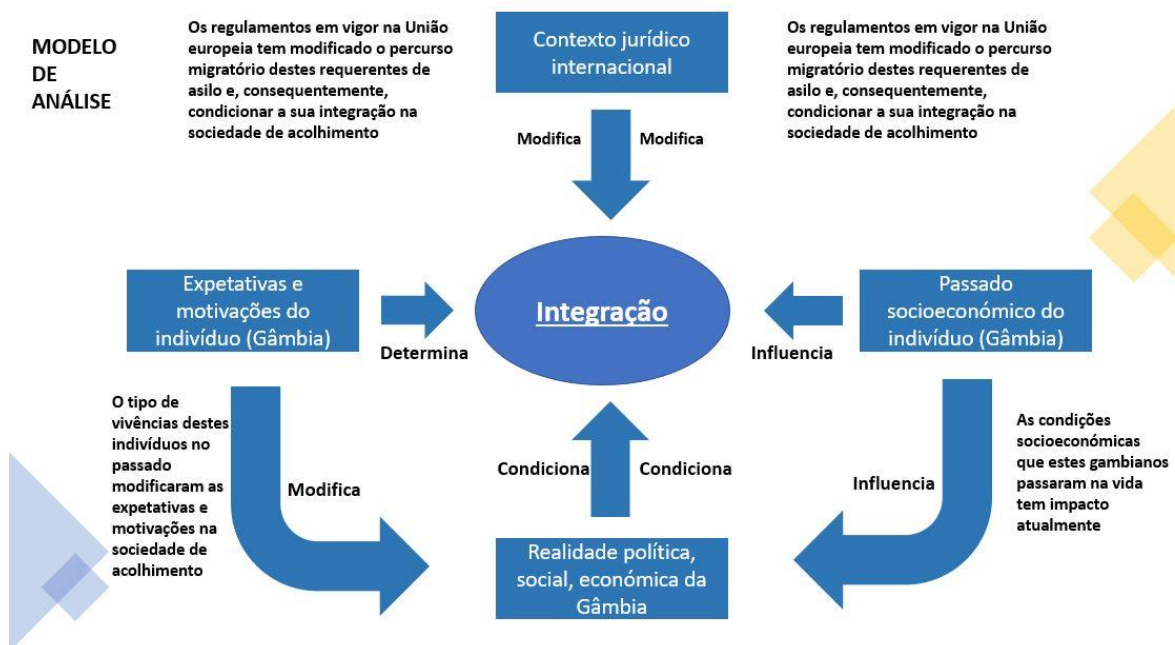 MODELO
DE
ANÁLISE
Os regulamentos em vigor na União
europeia tem modificado o percurso
migratório destes requerentes de
asilo e, consequentemente,
condicionar a sua integração na
sociedade de acolhimento
Contexto jurídico
internacional
Os regulamentos em vigor na União
europeia tem modificado o percurso
migratório destes requerentes de
asilo e, consequentemente,
condicionar a sua integração na
sociedade de acolhimento
Modifica
Modifica
Expetativas e
motivações do
indivíduo (Gâmbia)
Determina
Integração
Influencia
Passado
socioeconómico do
indivíduo (Gâmbia)
O tipo de
vivências destes
indivíduos no
passado
modificaram as
expetativas e
motivações na
sociedade de
acolhimento
Modifica
Condiciona
Condiciona
Influencia
As condições
socioeconómicas
que estes gambianos
passaram na vida
tem impacto
atualmente
Realidade política,
social, económica da
Gâmbia